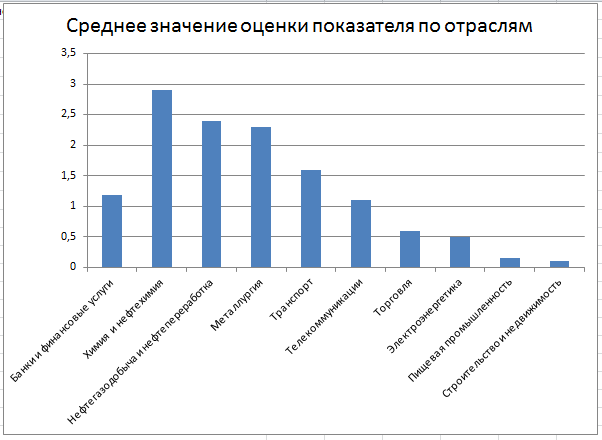 Среднее значение оценки показателя по отраслям
3,5
3
2,5
2
1,5
1
0,5
0
Банки и финансовые услуги
Химия и нефтехимия
Нефтегазодобыча и нефтепереработка
Металлургия
Транспорт
Телекоммуникации
Торговля
Электроэнергетика
Пищевая промышленность
Строительство и недвижимость